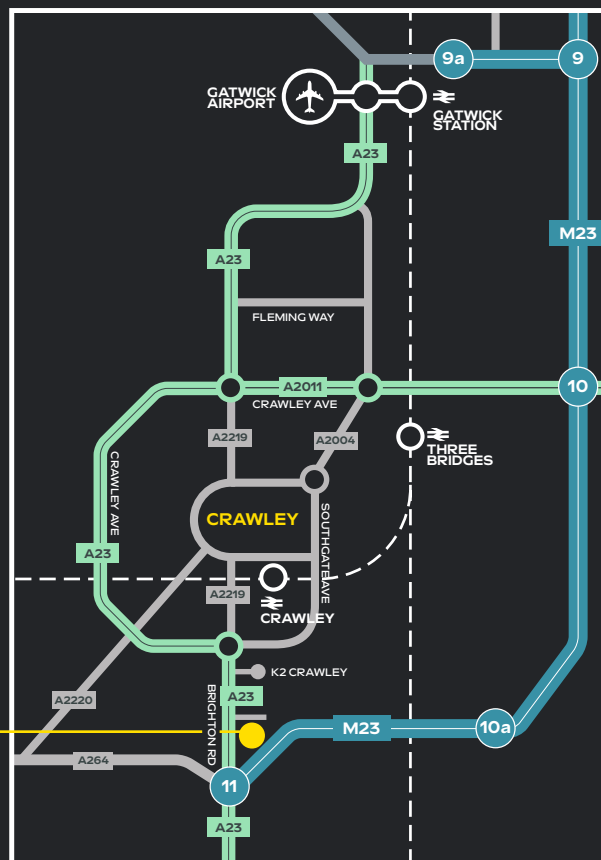 9a
9
GATWICK
AIRPORT
GATWICK
STATION
A23
M23
A23
FLEMING WAY
A2011
10
CRAWLEY AVE
A2219
A2004
THREE
BRIDGES
CRAWLEY AVE
CRAWLEY
SOUTHGATE AVE
A23
A2219
CRAWLEY
K2 CRAWLEY
A2220
A23
BRIGHTON RD
M23
10a
A264
11
A23